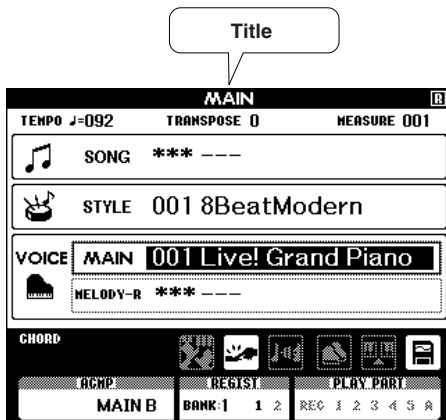 Title
MAIN R
TEMPO ♩=092 TRANSPOSE 0 MEASURE 001
SONG *** ---
STYLE 001 8BeatModern
VOICE MAIN 001 Live! Grand Piano
MELODY-R *** ---
CHORD
ACMP REGIST PLAY PART
MAIN B BANK:1 1 2 REC 1 2 3 4 5 A